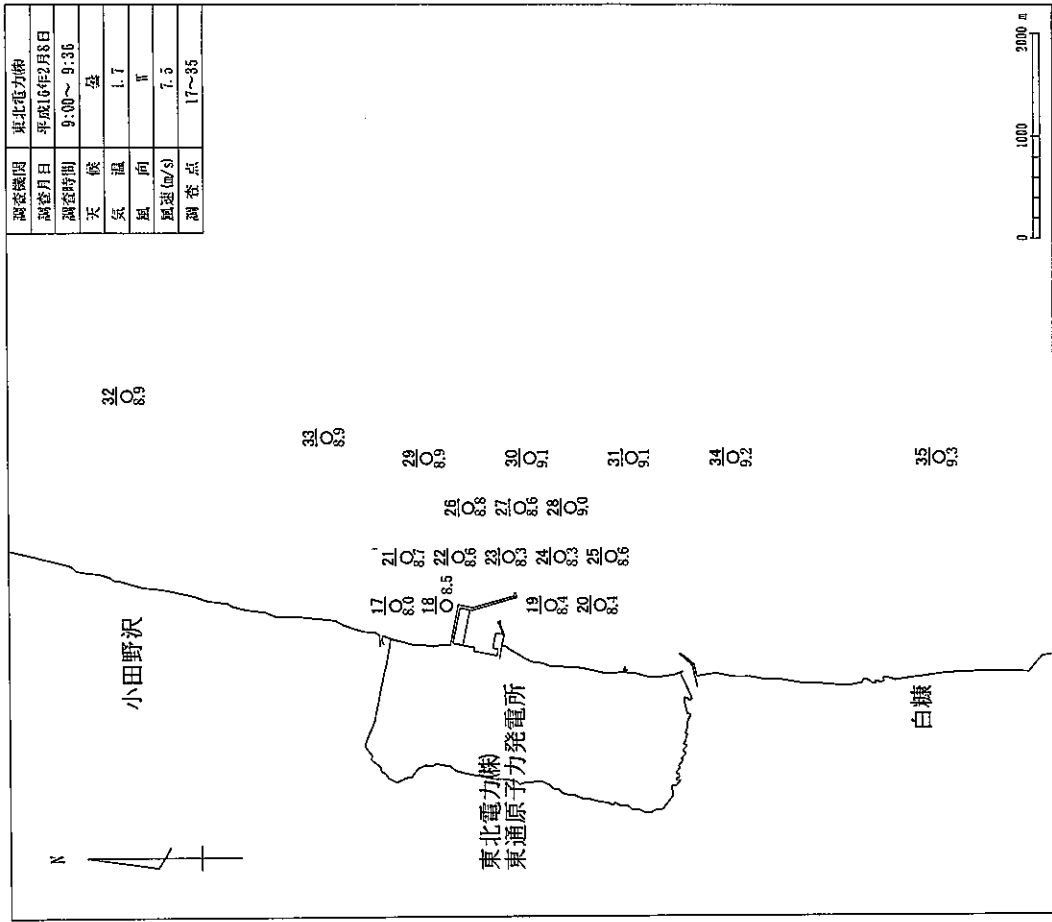 調査機関 東北電力㈱
調査月日 平成16年2月8日
調査時間 9:00～ 9:36
天 候 曇
気 温 1.7
風 向 W
風速(m/s) 7.5
調 査 点 17～35
N
小田野沢
東北電力㈱
東通原子力発電所
白糠
32
8.9
33
8.9
29
8.9
30
9.1
31
9.1
34
9.2
35
9.3
26
8.8
27
8.6
28
9.0
21
8.7
22
8.6
23
8.3
24
8.3
25
8.6
17
8.0
18
8.5
19
8.4
20
8.4
0 1000 2000 m